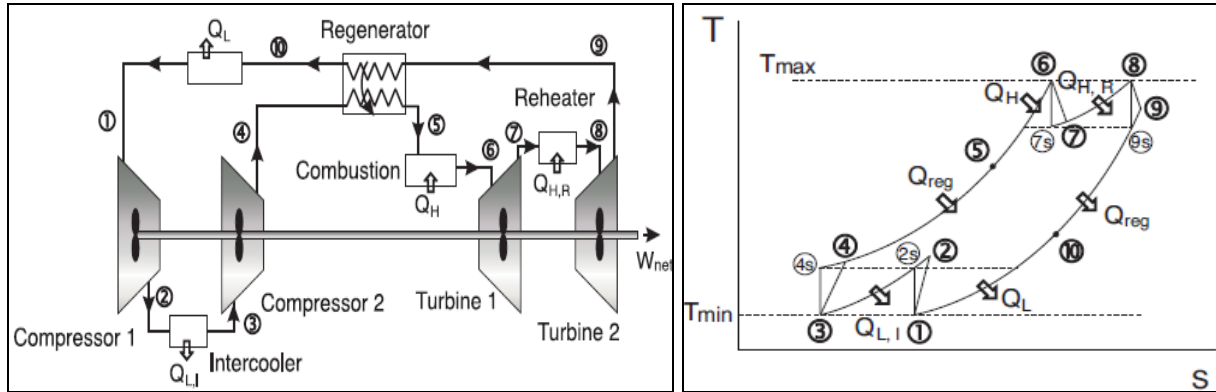 Q_L
⑩
Regenerator
⑨
①
④
⑤
Reheater
⑦
⑧
Combustion
⑥
Q_H
Q_H,R
W_net
②
③
Compressor 2
Turbine 1
Compressor 1
Turbine 2
Intercooler
Q_L,I
T
T_max
⑥
⑧
Q_H
Q_H, R
⑨
7s
⑦
9s
⑤
Q_reg
Q_reg
④
2s
②
4s
⑩
Q_L
T_min
③
Q_L, I
①
S